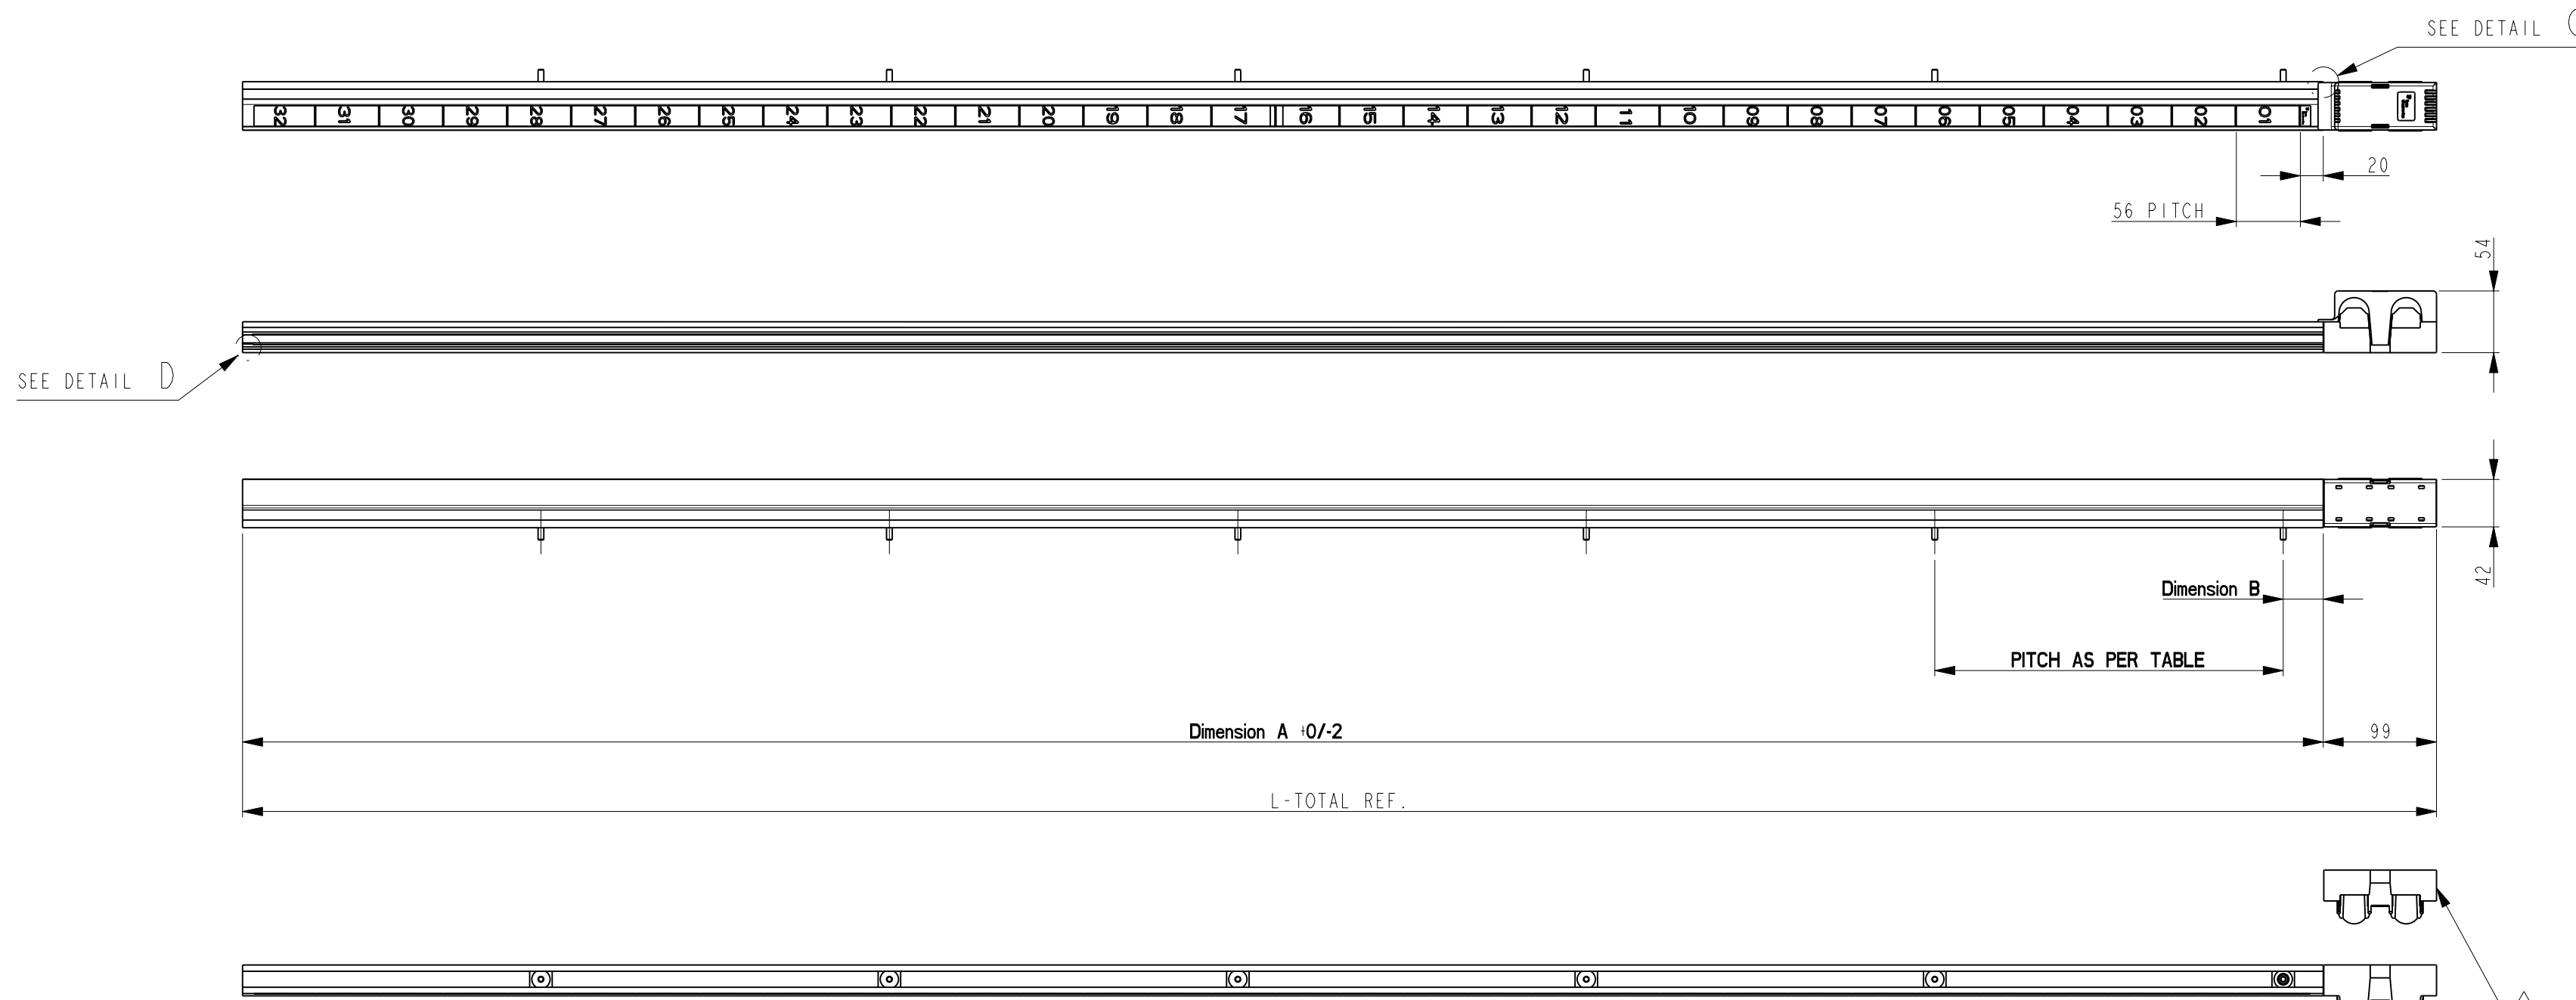 SEE DETAIL
32 31 30 29 28 27 26 25 24 23 22 21 20 19 18 17 16 15 14 13 12 11 10 09 08 07 06 05 04 03 02 01
20
56 PITCH
54
SEE DETAIL D
42
Dimension B
PITCH AS PER TABLE
Dimension A +0/-2
99
L-TOTAL REF.